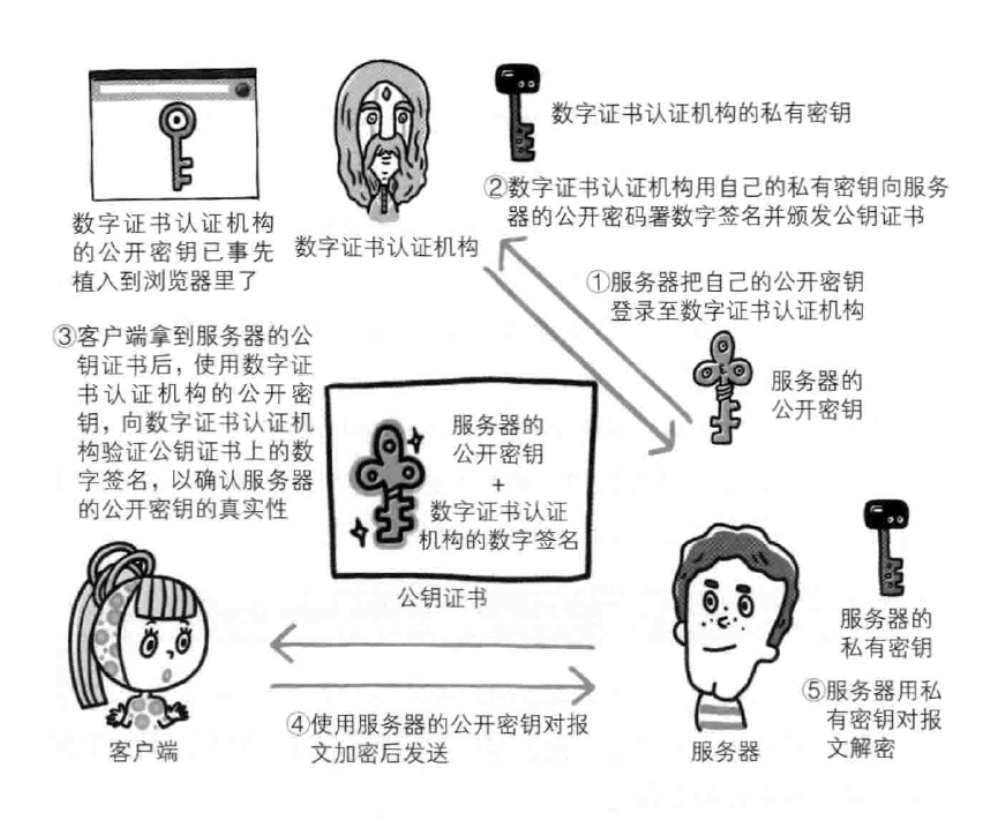 数字证书认证机构的私有密钥
②数字证书认证机构用自己的私有密钥向服务
器的公开密码署数字签名并颁发公钥证书
数字证书认证机构
的公开密钥已事先
植入到浏览器里了
数字证书认证机构
①服务器把自己的公开密钥
登录至数字证书认证机构
③客户端拿到服务器的公
钥证书后，使用数字证
书认证机构的公开密
钥，向数字证书认证机
构验证公钥证书上的数
字签名，以确认服务器
的公开密钥的真实性
服务器的
公开密钥
服务器的
公开密钥
+
数字证书认证
机构的数字签名
公钥证书
服务器的
私有密钥
④使用服务器的公开密钥对报
文加密后发送
⑤服务器用私
有密钥对报
文解密
客户端
服务器